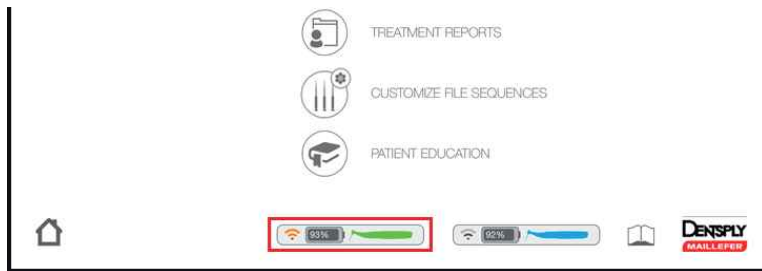 TREATMENT REPORTS
CUSTOMIZE FILE SEQUENCES
PATIENT EDUCATION
93%
92%
DENTSPLY
MAILLEFER